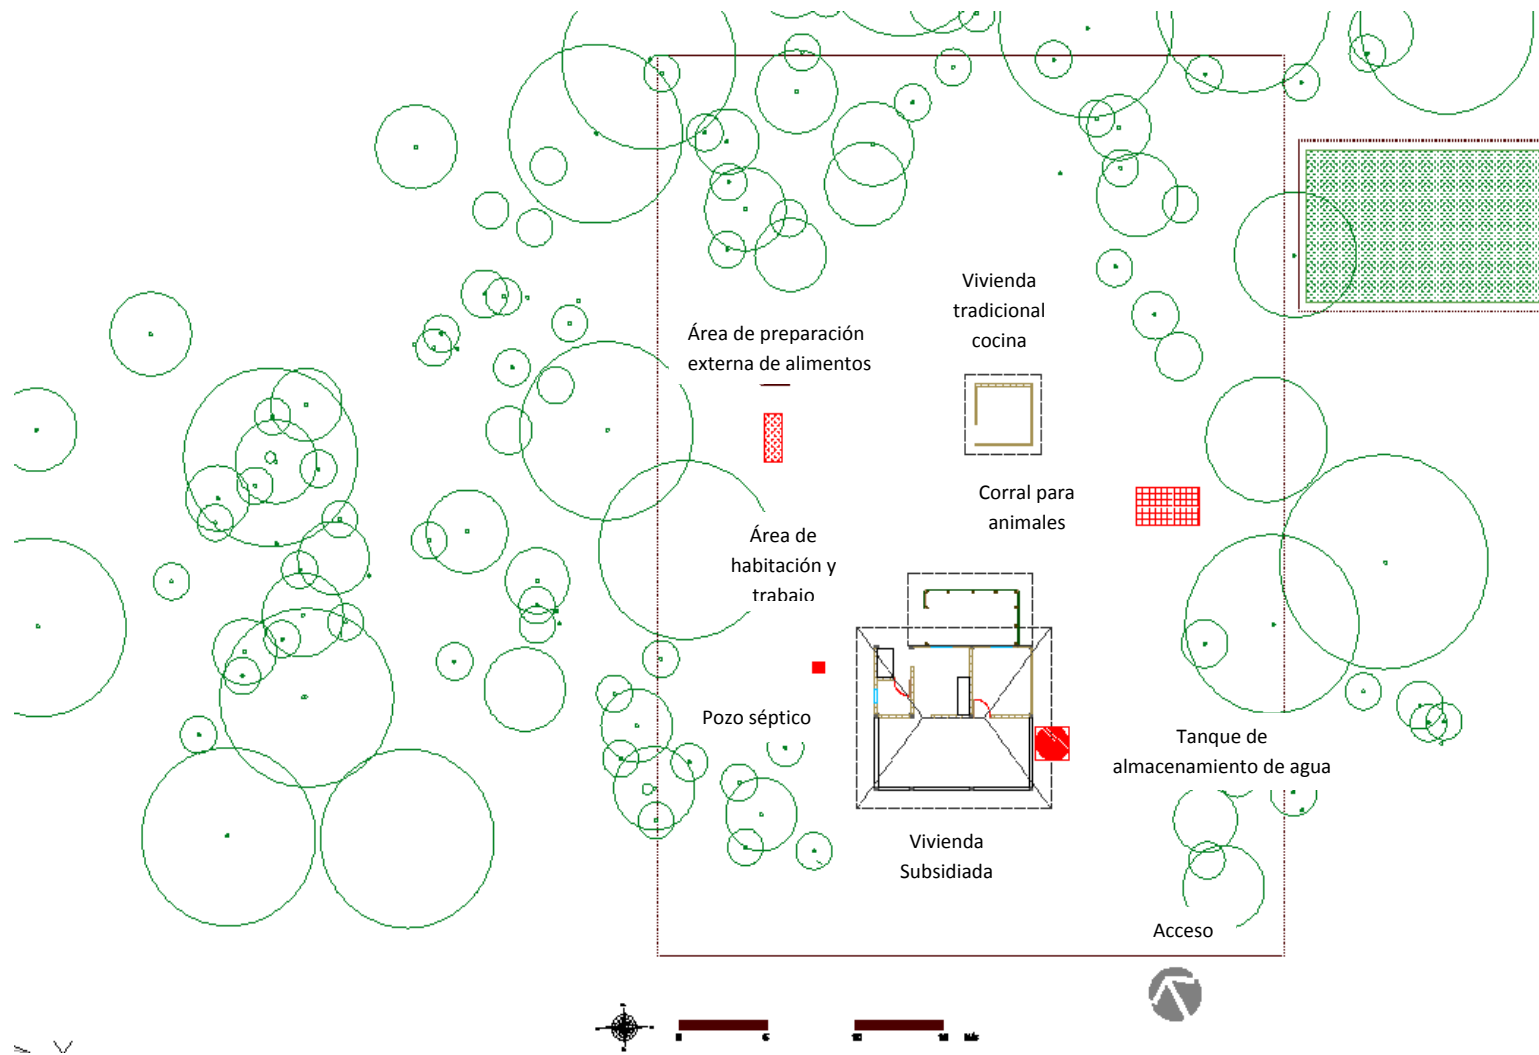 Vivienda
tradicional
cocina
Área de preparación
externa de alimentos
Corral para
animales
Área de
habitación y
trabajo
Pozo séptico
Tanque de
almacenamiento de agua
Vivienda
Subsidiada
Acceso